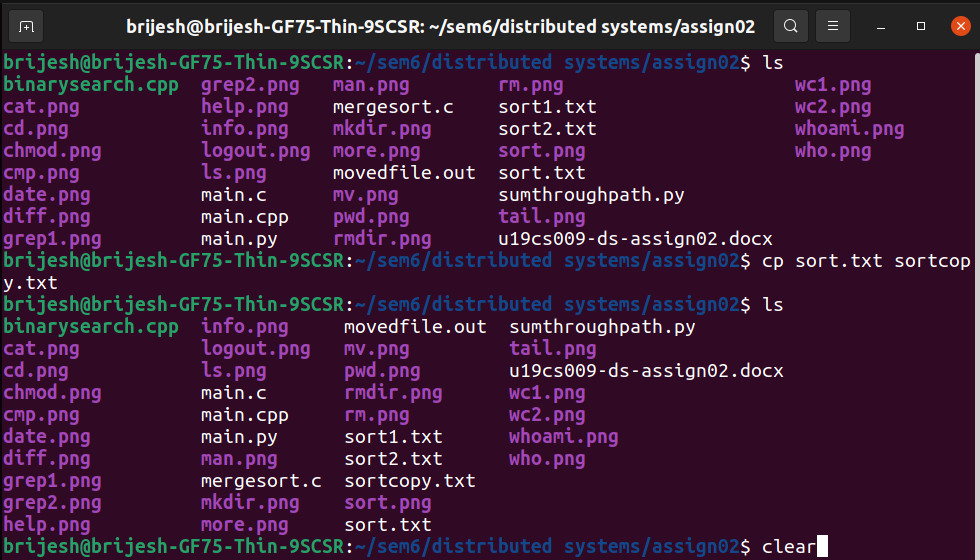 brijesh@brijesh-GF75-Thin-9SCSR: ~/sem6/distributed systems/assign02
brijesh@brijesh-GF75-Thin-9SCSR:~/sem6/distributed systems/assign02$ ls
binarysearch.cpp  grep2.png   man.png        rm.png                     wc1.png
cat.png           help.png    mergesort.c    sort1.txt                  wc2.png
cd.png            info.png    mkdir.png      sort2.txt                  whoami.png
chmod.png         logout.png  more.png       sort.png                   who.png
cmp.png           ls.png      movedfile.out  sort.txt
date.png          main.c      mv.png         sumthroughpath.py
diff.png          main.cpp    pwd.png        tail.png
grep1.png         main.py     rmdir.png      u19cs009-ds-assign02.docx
brijesh@brijesh-GF75-Thin-9SCSR:~/sem6/distributed systems/assign02$ cp sort.txt sortcop
y.txt
brijesh@brijesh-GF75-Thin-9SCSR:~/sem6/distributed systems/assign02$ ls
binarysearch.cpp  info.png     movedfile.out  sumthroughpath.py
cat.png           logout.png   mv.png         tail.png
cd.png            ls.png       pwd.png        u19cs009-ds-assign02.docx
chmod.png         main.c       rmdir.png      wc1.png
cmp.png           main.cpp     rm.png         wc2.png
date.png          main.py      sort1.txt      whoami.png
diff.png          man.png      sort2.txt      who.png
grep1.png         mergesort.c  sortcopy.txt
grep2.png         mkdir.png    sort.png
help.png          more.png     sort.txt
brijesh@brijesh-GF75-Thin-9SCSR:~/sem6/distributed systems/assign02$ clear